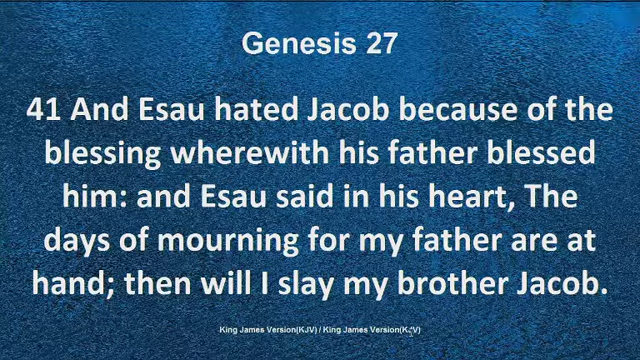 Genesis 27
41 And Esau hated Jacob because of the
blessing wherewith his father blessed
him: and Esau said in his heart, The
days of mourning for my father are at
hand; then will I slay my brother Jacob.
King James Version(KJV) / King James Version(KJV)